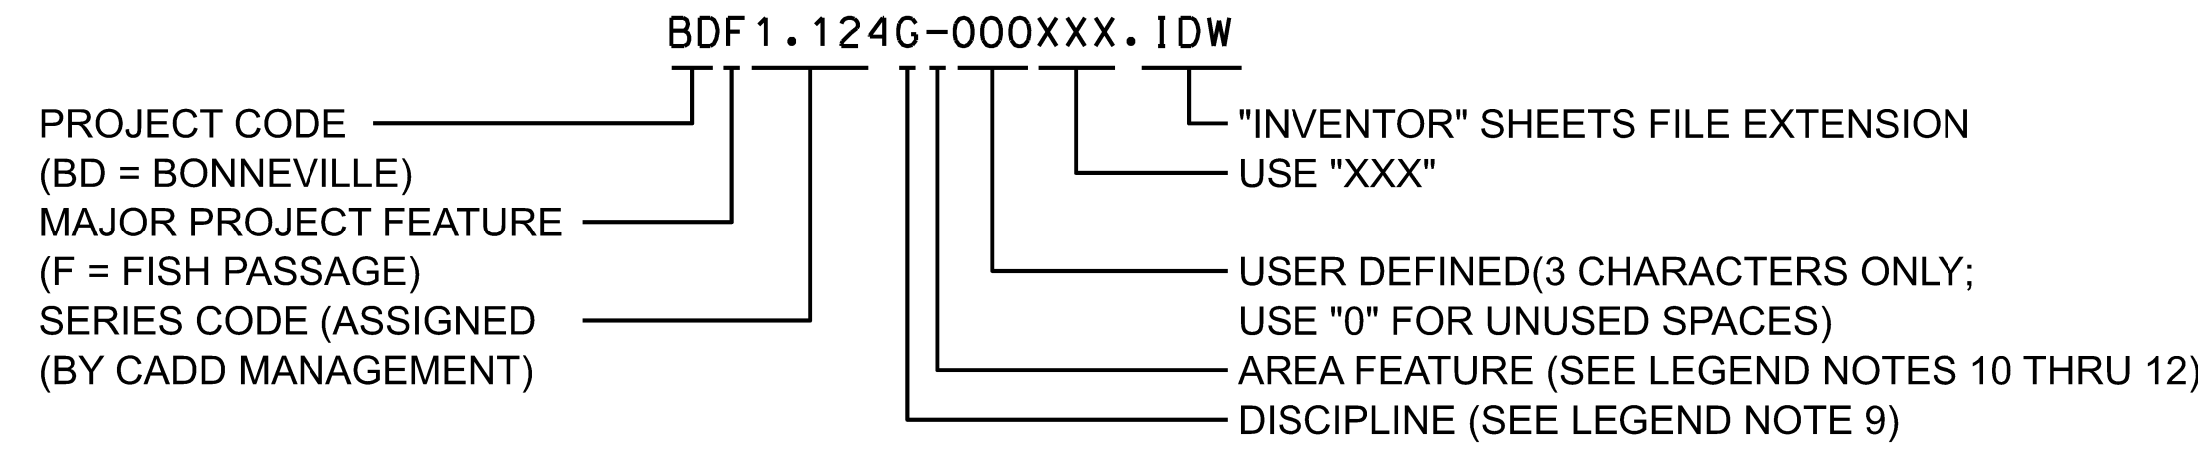 BDF1.124G-000XXX.IDW
PROJECT CODE
(BD = BONNEVILLE)
MAJOR PROJECT FEATURE
(F = FISH PASSAGE)
SERIES CODE (ASSIGNED
(BY CADD MANAGEMENT)
"INVENTOR" SHEETS FILE EXTENSION
USE "XXX"
USER DEFINED(3 CHARACTERS ONLY;
USE "0" FOR UNUSED SPACES)
AREA FEATURE (SEE LEGEND NOTES 10 THRU 12)
DISCIPLINE (SEE LEGEND NOTE 9)